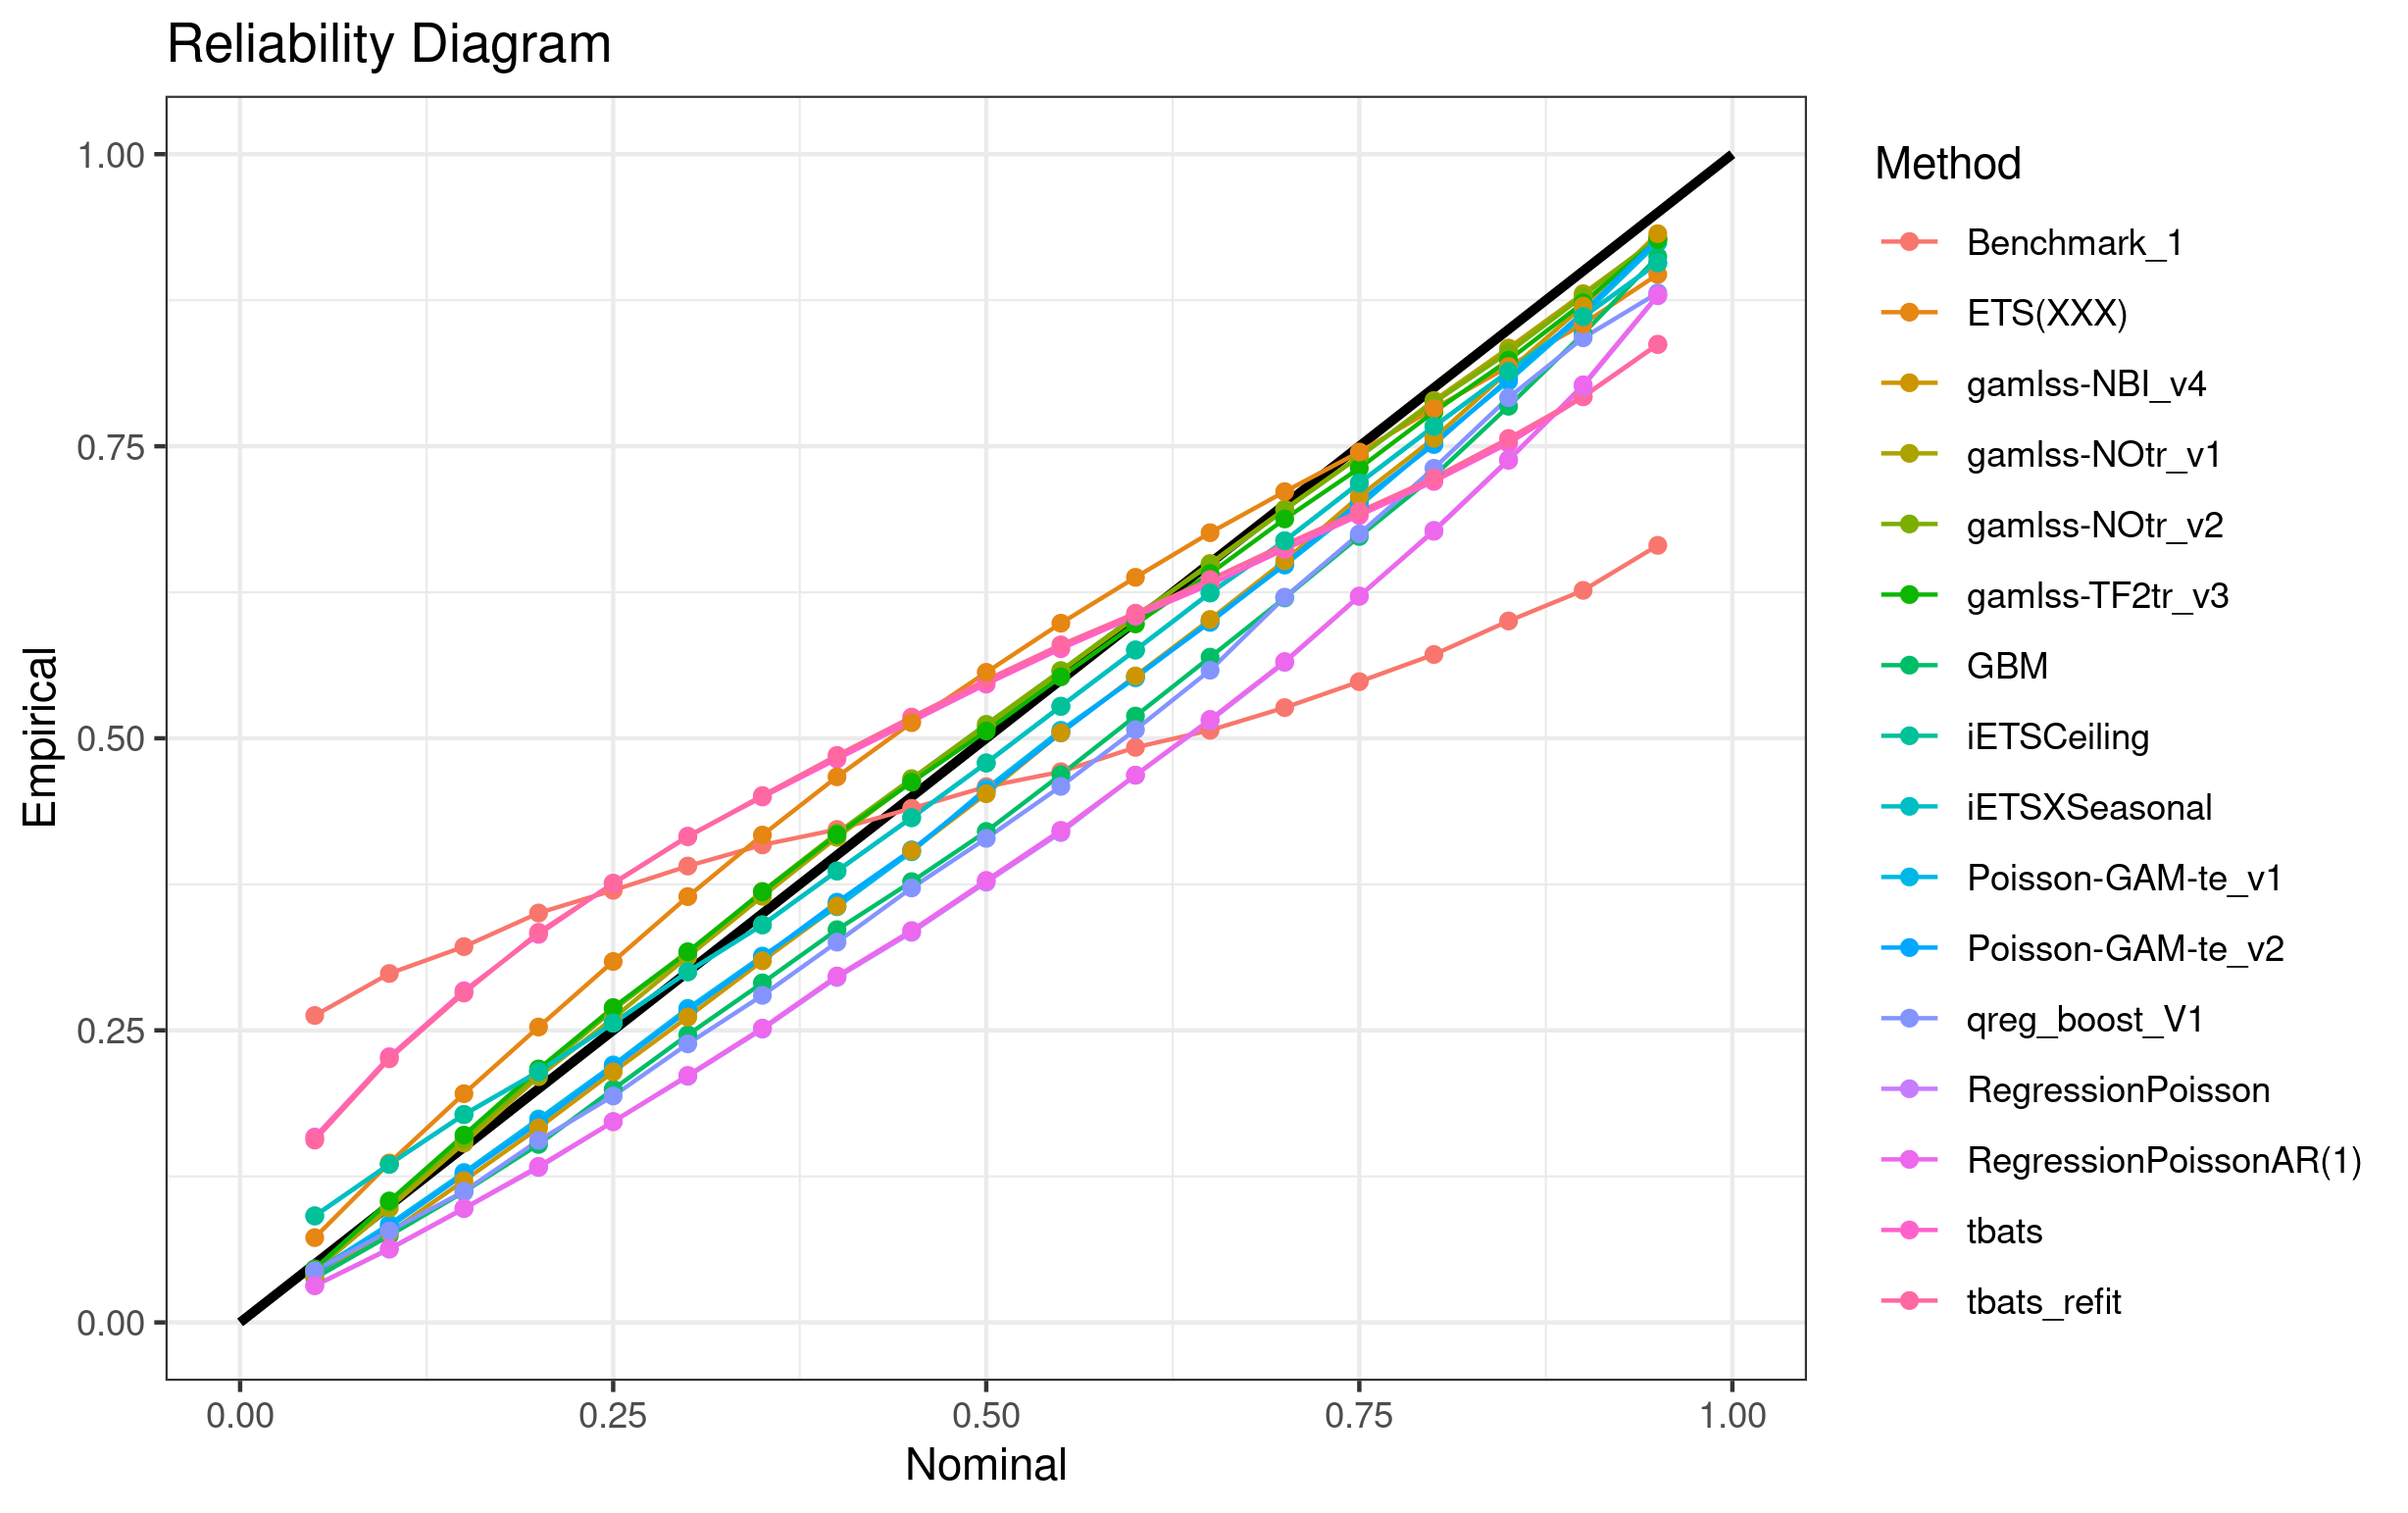 Reliability Diagram
1.00
0.75
0.50
0.25
0.00
Empirical
0.00 0.25 0.50 0.75 1.00
Nominal
Method
Benchmark_1
ETS(XXX)
gamlss-NBI_v4
gamlss-NOtr_v1
gamlss-NOtr_v2
gamlss-TF2tr_v3
GBM
iETSCeiling
iETSXSeasonal
Poisson-GAM-te_v1
Poisson-GAM-te_v2
qreg_boost_V1
RegressionPoisson
RegressionPoissonAR(1)
tbats
tbats_refit